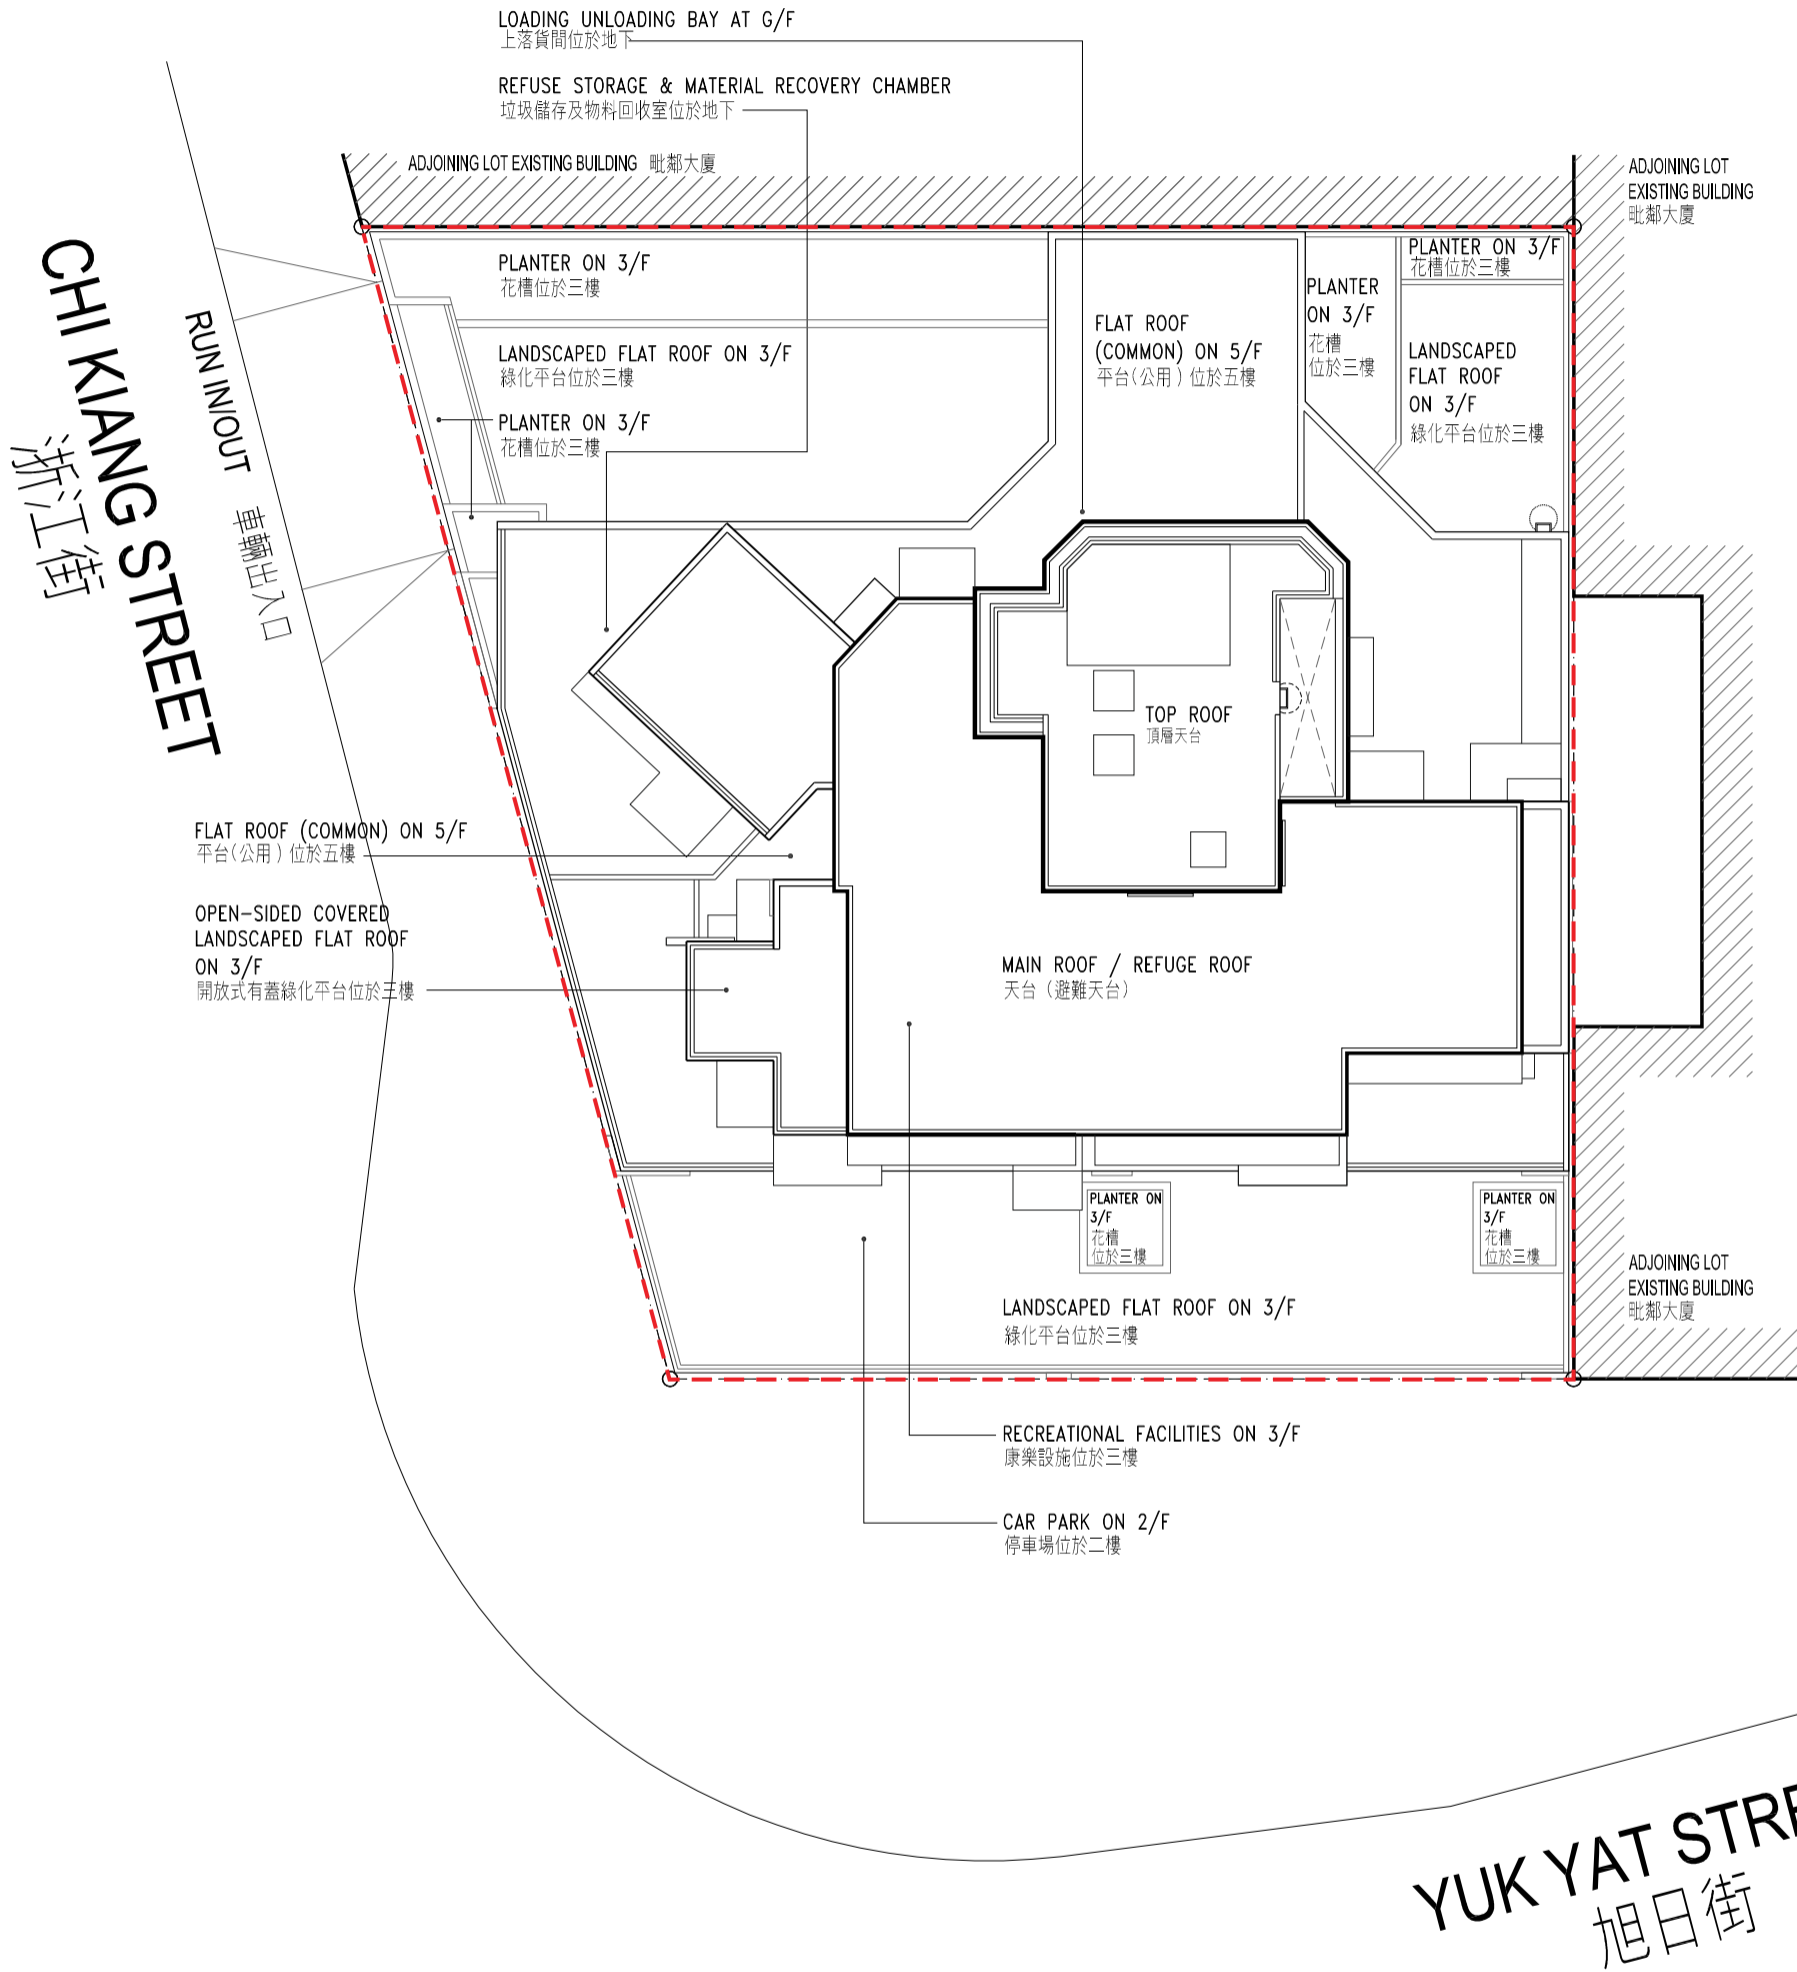 LOADING UNLOADING BAY AT G/F
上落貨間位於地下
REFUSE STORAGE & MATERIAL RECOVERY CHAMBER
垃圾儲存及物料回收室位於地下
ADJOINING LOT EXISTING BUILDING 毗鄰大廈
ADJOINING LOT
EXISTING BUILDING
毗鄰大廈
CHI KIANG STREET
浙江街
RUN IN/OUT 車輛出入口
PLANTER ON 3/F
花槽位於三樓
LANDSCAPED FLAT ROOF ON 3/F
綠化平台位於三樓
PLANTER ON 3/F
花槽位於三樓
FLAT ROOF
(COMMON) ON 5/F
平台(公用)位於五樓
PLANTER
ON 3/F
花槽
位於三樓
PLANTER ON 3/F
花槽位於三樓
LANDSCAPED
FLAT ROOF
ON 3/F
綠化平台位於三樓
TOP ROOF
頂層天台
FLAT ROOF (COMMON) ON 5/F
平台(公用)位於五樓
OPEN-SIDED COVERED
LANDSCAPED FLAT ROOF
ON 3/F
開放式有蓋綠化平台位於三樓
MAIN ROOF / REFUGE ROOF
天台(避難天台)
PLANTER ON
3/F
花槽
位於三樓
PLANTER ON
3/F
花槽
位於三樓
ADJOINING LOT
EXISTING BUILDING
毗鄰大廈
LANDSCAPED FLAT ROOF ON 3/F
綠化平台位於三樓
RECREATIONAL FACILITIES ON 3/F
康樂設施位於三樓
CAR PARK ON 2/F
停車場位於二樓
YUK YAT STRE
旭日街